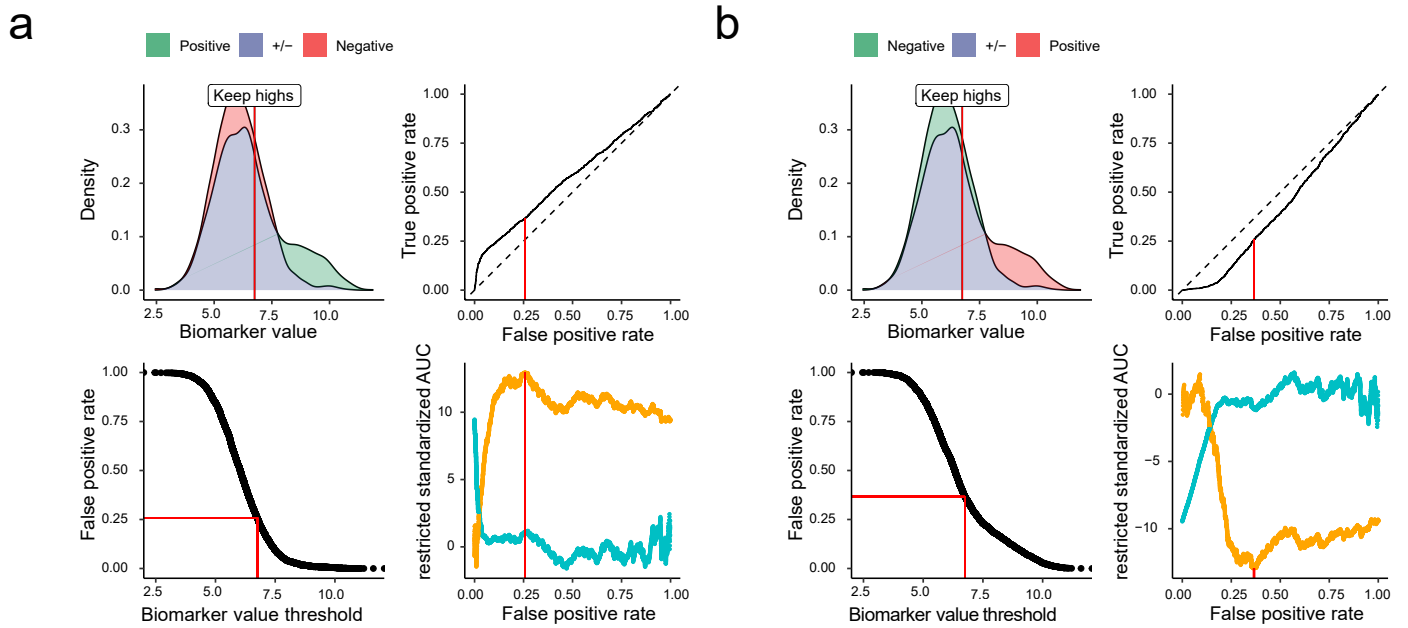 a
Positive +/− Negative
Keep highs
Density
0.3
0.2
0.1
0.0
2.5 5.0 7.5 10.0
Biomarker value
True positive rate
1.00
0.75
0.50
0.25
0.00
0.00 0.25 0.50 0.75 1.00
False positive rate
False positive rate
1.00
0.75
0.50
0.25
0.00
2.5 5.0 7.5 10.0
Biomarker value threshold
restricted standardized AUC
10
5
0
0.00 0.25 0.50 0.75 1.00
False positive rate
b
Negative +/− Positive
Keep highs
Density
0.3
0.2
0.1
0.0
2.5 5.0 7.5 10.0
Biomarker value
True positive rate
1.00
0.75
0.50
0.25
0.00
0.00 0.25 0.50 0.75 1.00
False positive rate
False positive rate
1.00
0.75
0.50
0.25
0.00
2.5 5.0 7.5 10.0
Biomarker value threshold
restricted standardized AUC
0
−5
−10
0.00 0.25 0.50 0.75 1.00
False positive rate